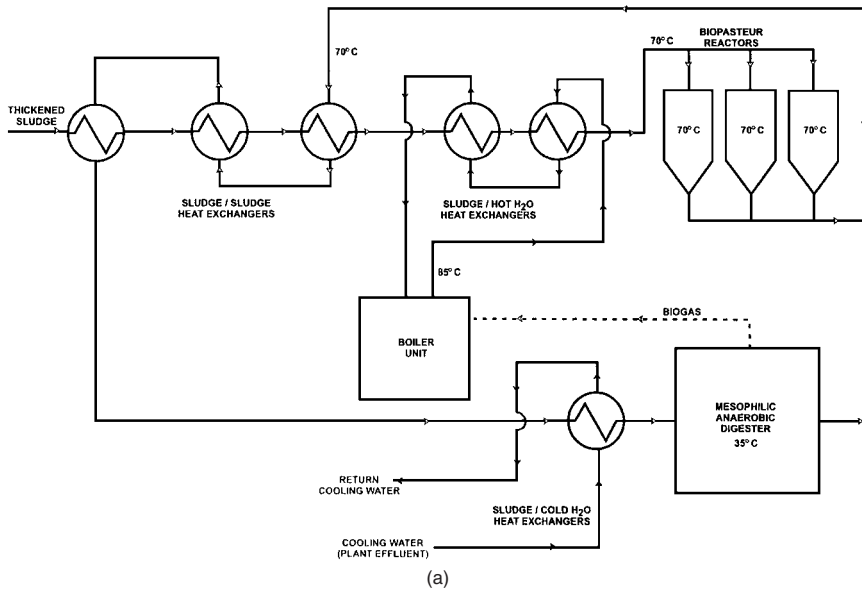 70° C
70° C
BIOPASTEUR
REACTORS
THICKENED
SLUDGE
70° C
70° C
70° C
SLUDGE / SLUDGE
HEAT EXCHANGERS
SLUDGE / HOT H₂O
HEAT EXCHANGERS
85° C
BOILER
UNIT
BIOGAS
MESOPHILIC
ANAEROBIC
DIGESTER
35° C
RETURN
COOLING WATER
SLUDGE / COLD H₂O
HEAT EXCHANGERS
COOLING WATER
(PLANT EFFLUENT)
(a)